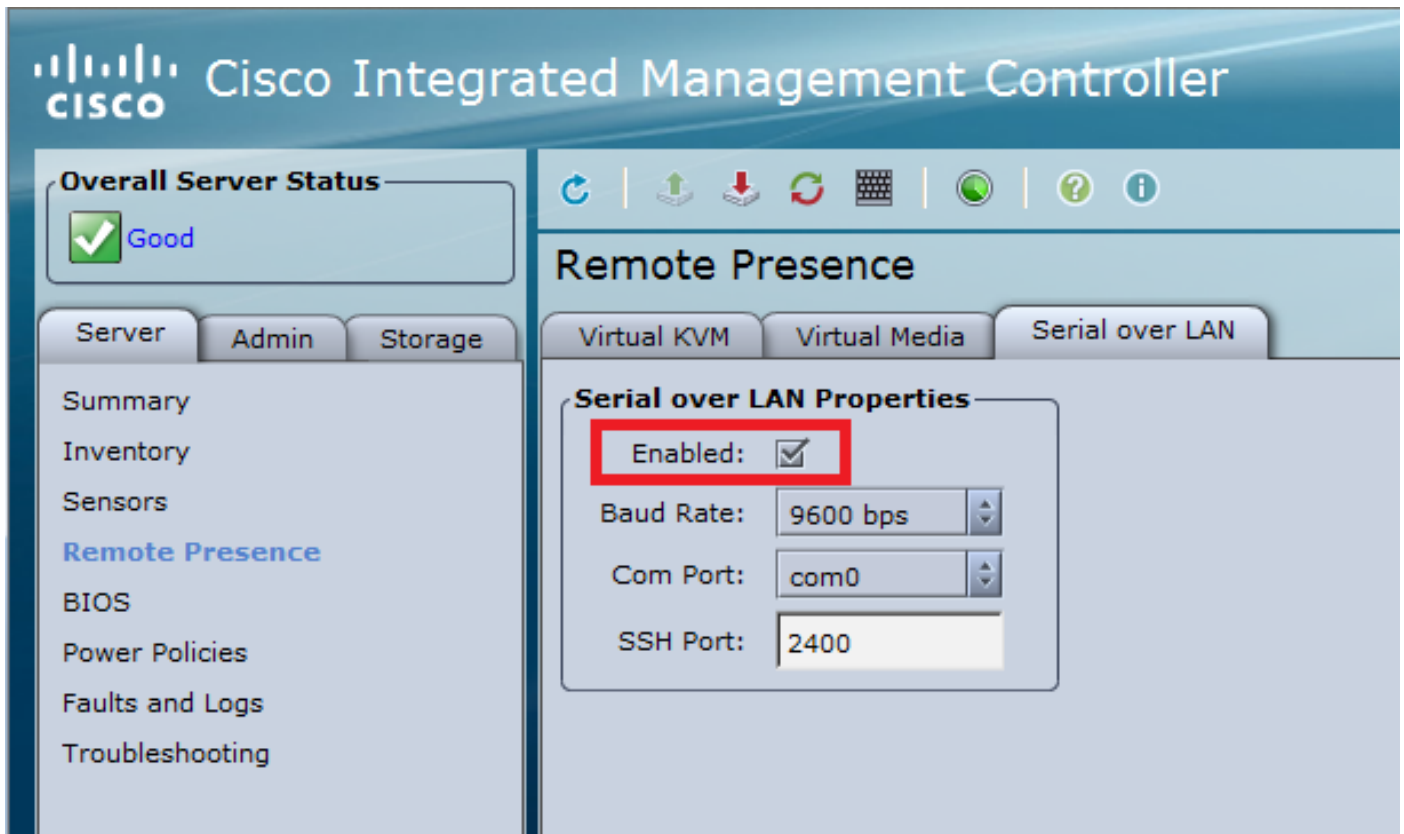 CISCO
Cisco Integrated Management Controller
Overall Server Status
Good
Server
Admin
Storage
Summary
Inventory
Sensors
Remote Presence
BIOS
Power Policies
Faults and Logs
Troubleshooting
Remote Presence
Virtual KVM
Virtual Media
Serial over LAN
Serial over LAN Properties
Enabled:
Baud Rate: 9600 bps
Com Port: com0
SSH Port: 2400